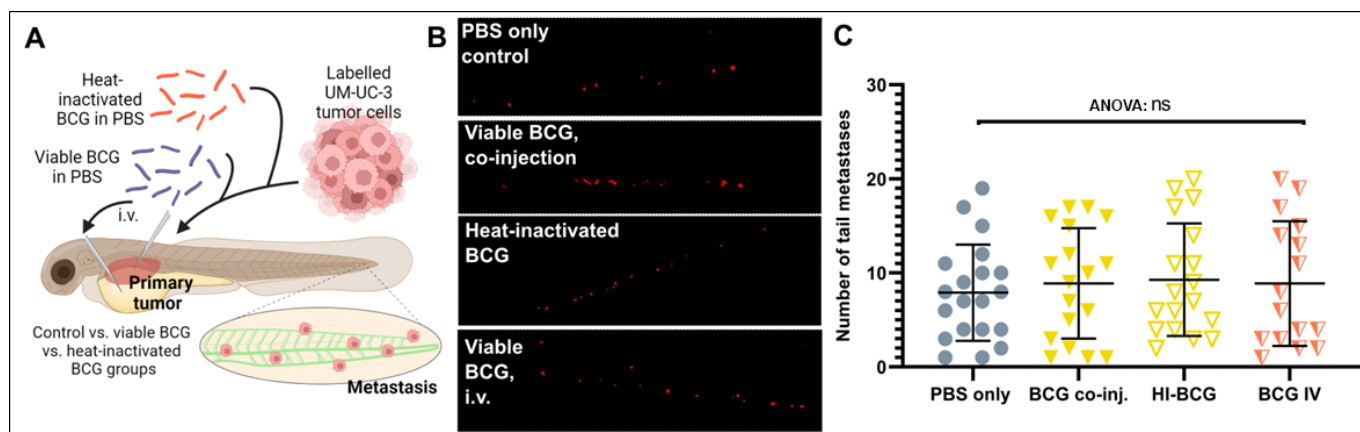 A
Heat-
inactivated
BCG in PBS
Labelled
UM-UC-3
tumor cells
Viable BCG
in PBS
i.v.
Primary
tumor
Control vs. viable BCG
vs. heat-inactivated
BCG groups
Metastasis
B
PBS only
control
Viable BCG,
co-injection
Heat-inactivated
BCG
Viable
BCG,
i.v.
C
Number of tail metastases
30
20
10
0
ANOVA: ns
PBS only
BCG co-inj.
HI-BCG
BCG IV